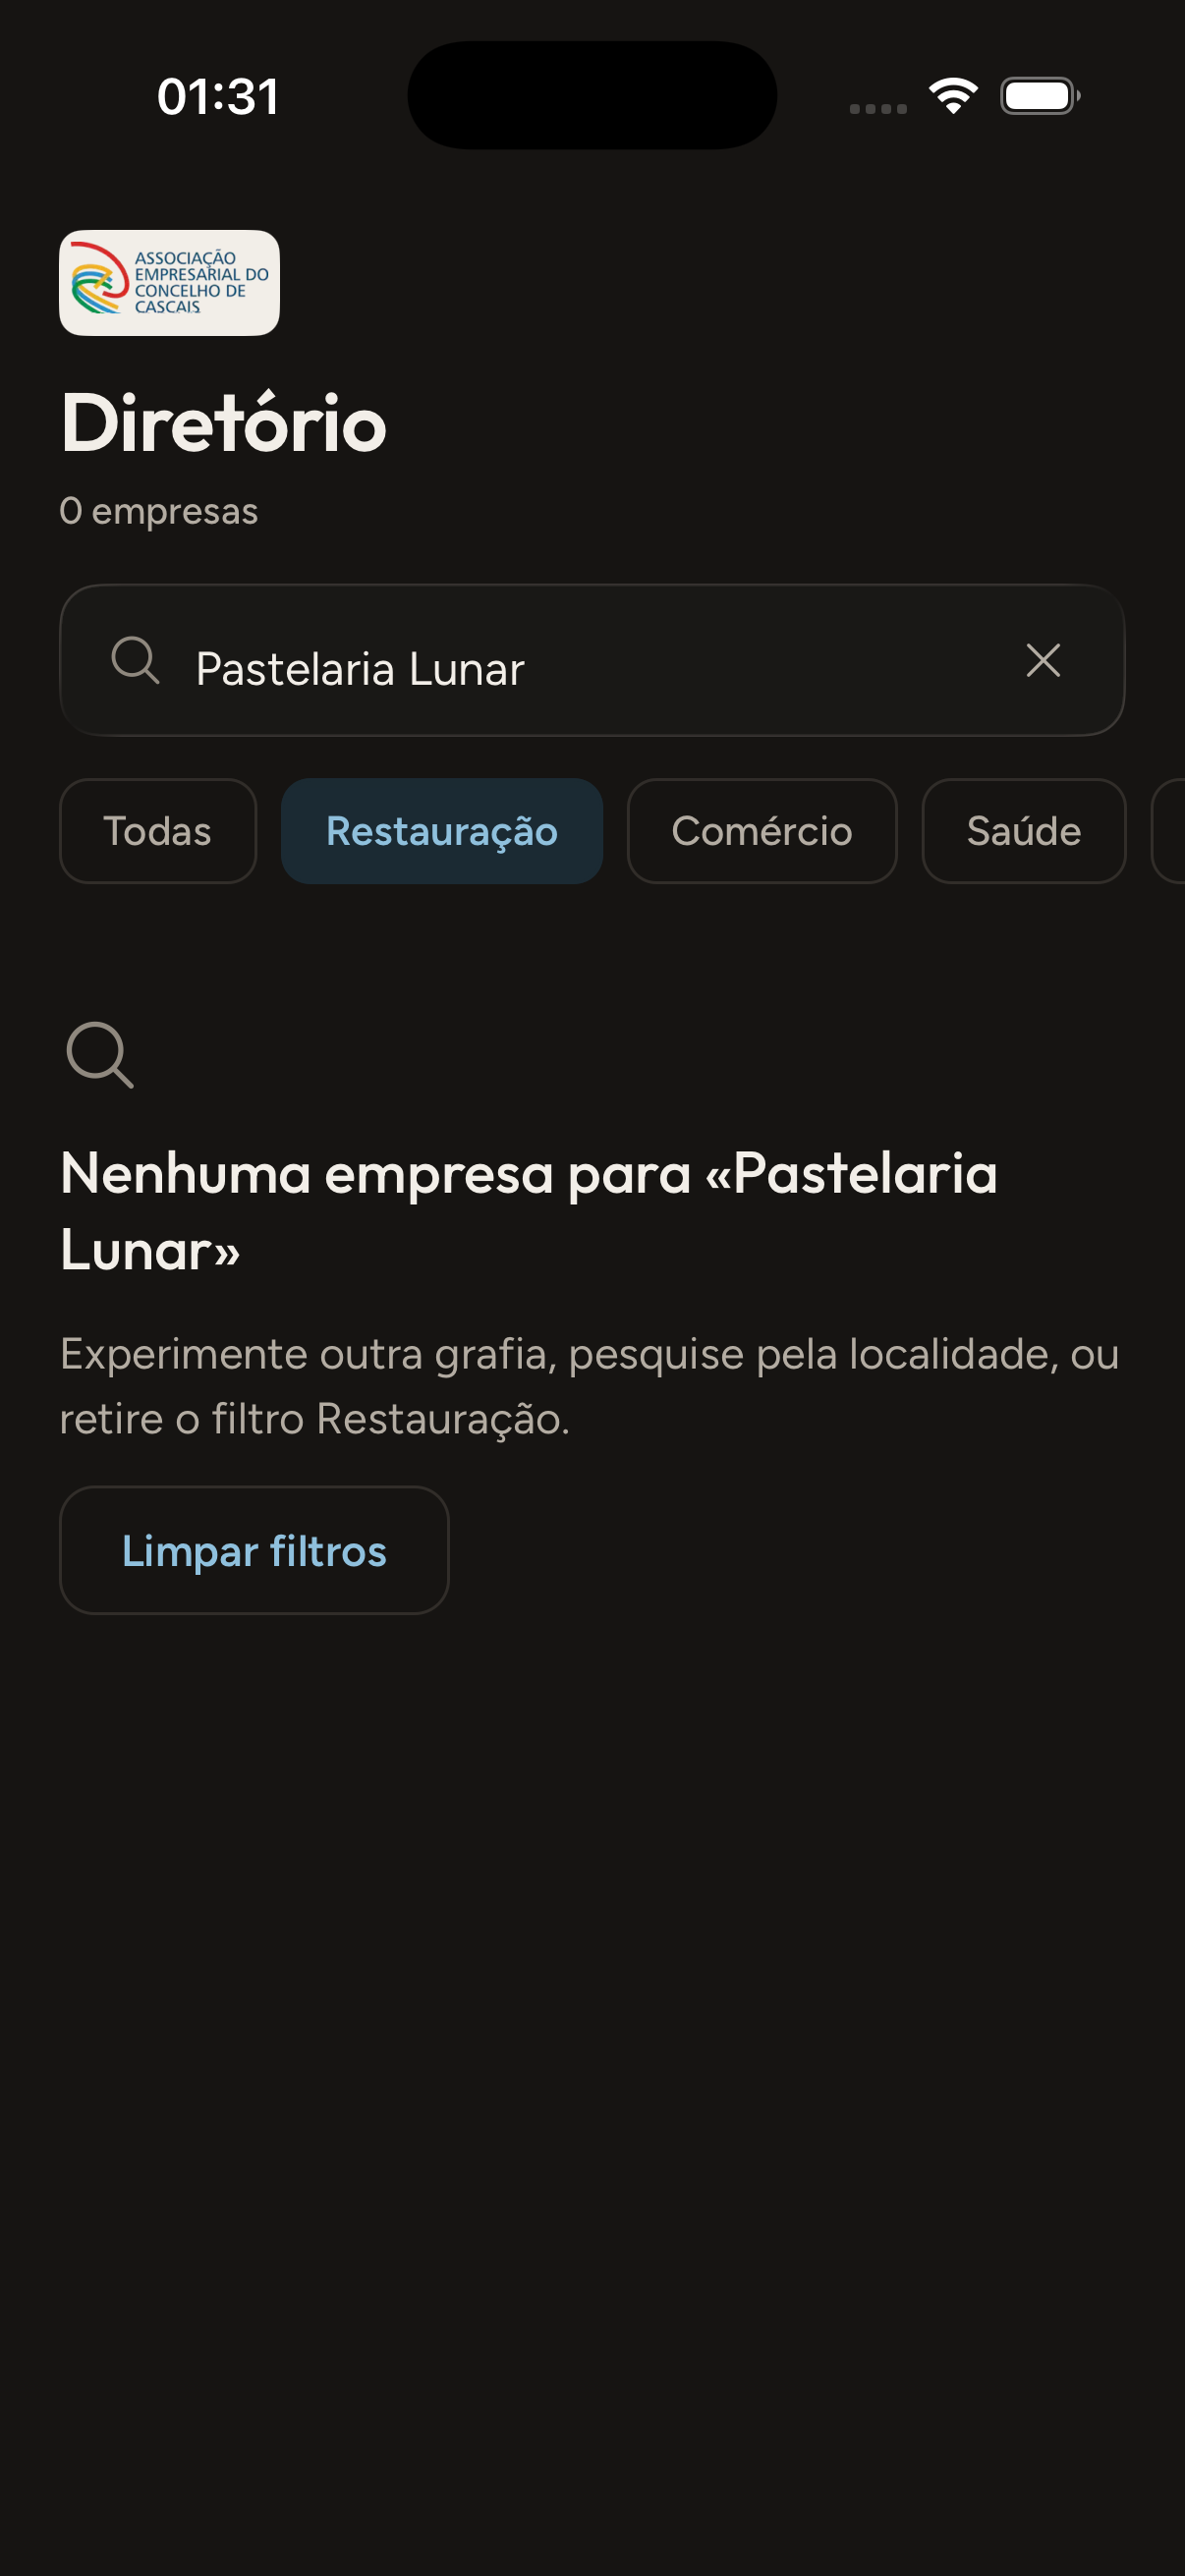 01:31
ASSOCIAÇÃO
EMPRESARIAL DO
CONCELHO DE
CASCAIS
Diretório
0 empresas
Pastelaria Lunar
Todas
Restauração
Comércio
Saúde
Nenhuma empresa para «Pastelaria
Lunar»
Experimente outra grafia, pesquise pela localidade, ou
retire o filtro Restauração.
Limpar filtros